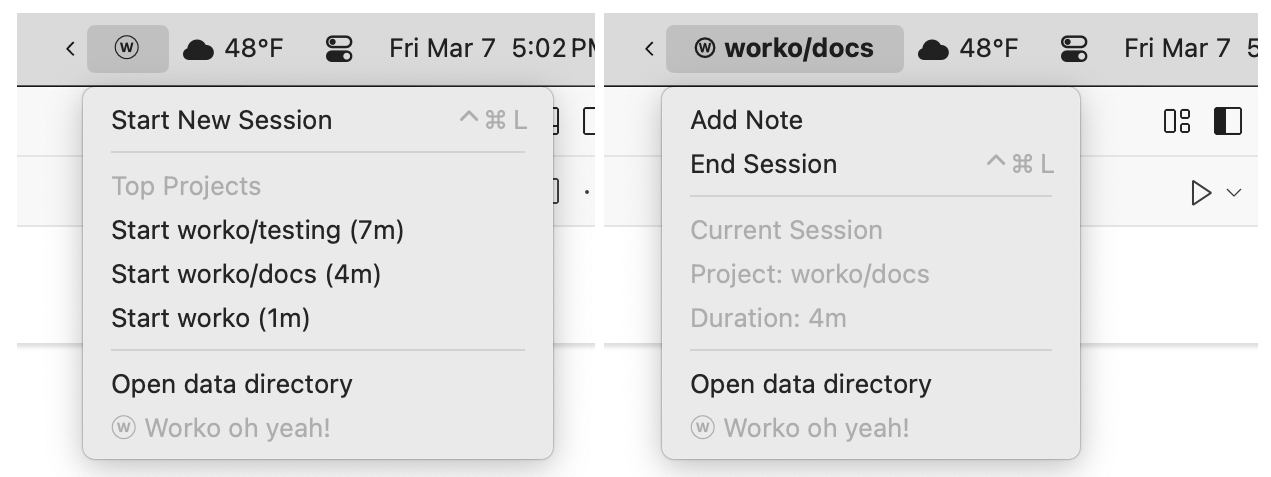 < ⓦ 48°F Fri Mar 7 5:02 PM
Start New Session ⌃⌘L
Top Projects
Start worko/testing (7m)
Start worko/docs (4m)
Start worko (1m)
Open data directory
ⓦ Worko oh yeah!
< ⓦ worko/docs 48°F Fri Mar 7 5
Add Note
End Session ⌃⌘L
Current Session
Project: worko/docs
Duration: 4m
Open data directory
ⓦ Worko oh yeah!